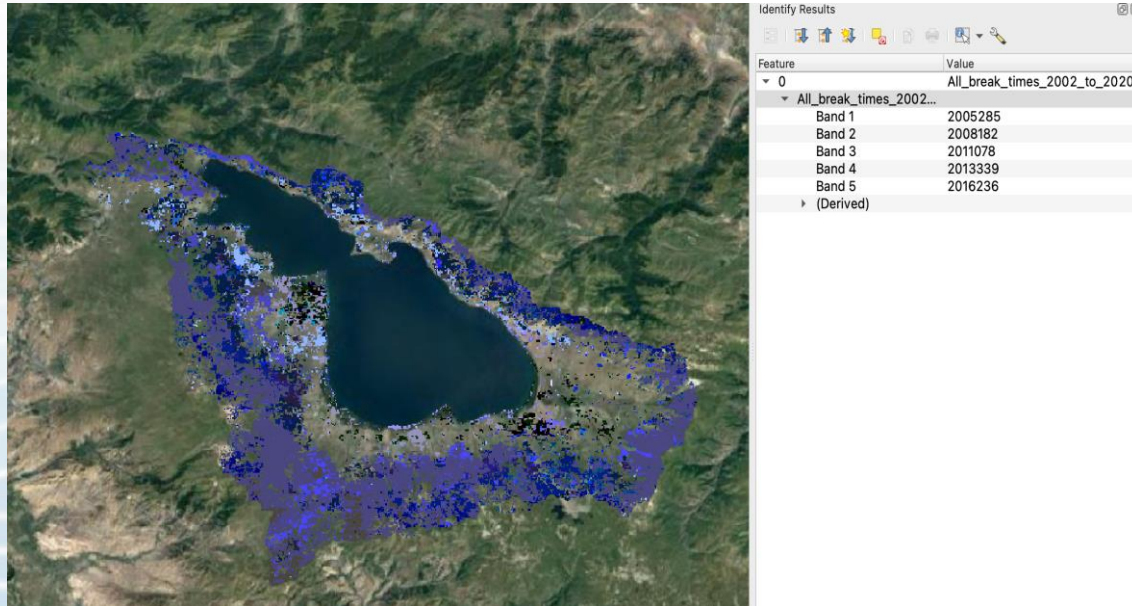 Identify Results
Feature Value
0 All_break_times_2002_to_2020
All_break_times_2002...
Band 1 2005285
Band 2 2008182
Band 3 2011078
Band 4 2013339
Band 5 2016236
(Derived)